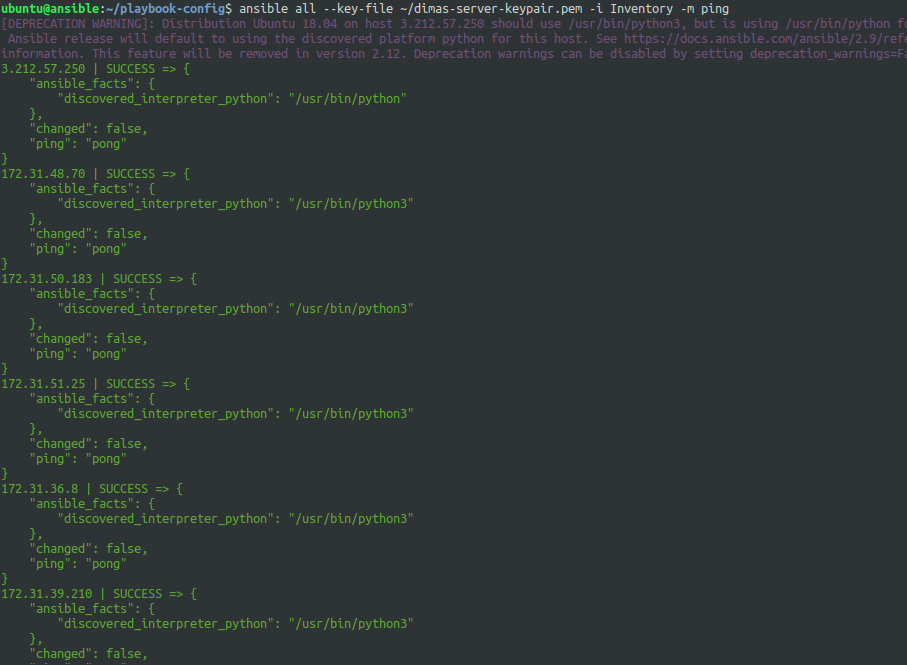 ubuntu@ansible:~/playbook-config$ ansible all --key-file ~/dimas-server-keypair.pem -i Inventory -m ping
[DEPRECATION WARNING]: Distribution Ubuntu 18.04 on host 3.212.57.250 should use /usr/bin/python3, but is using /usr/bin/python fo
 Ansible release will default to using the discovered platform python for this host. See https://docs.ansible.com/ansible/2.9/refe
information. This feature will be removed in version 2.12. Deprecation warnings can be disabled by setting deprecation_warnings=Fa
3.212.57.250 | SUCCESS => {
    "ansible_facts": {
        "discovered_interpreter_python": "/usr/bin/python"
    },
    "changed": false,
    "ping": "pong"
}
172.31.48.70 | SUCCESS => {
    "ansible_facts": {
        "discovered_interpreter_python": "/usr/bin/python3"
    },
    "changed": false,
    "ping": "pong"
}
172.31.50.183 | SUCCESS => {
    "ansible_facts": {
        "discovered_interpreter_python": "/usr/bin/python3"
    },
    "changed": false,
    "ping": "pong"
}
172.31.51.25 | SUCCESS => {
    "ansible_facts": {
        "discovered_interpreter_python": "/usr/bin/python3"
    },
    "changed": false,
    "ping": "pong"
}
172.31.36.8 | SUCCESS => {
    "ansible_facts": {
        "discovered_interpreter_python": "/usr/bin/python3"
    },
    "changed": false,
    "ping": "pong"
}
172.31.39.210 | SUCCESS => {
    "ansible_facts": {
        "discovered_interpreter_python": "/usr/bin/python3"
    },
    "changed": false,